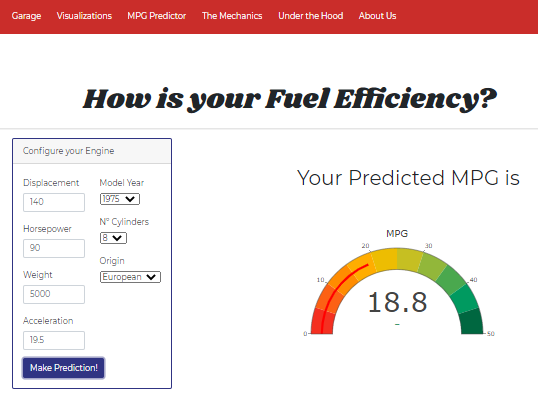 Garage Visualizations MPG Predictor The Mechanics Under the Hood About Us
How is your Fuel Efficiency?
Configure your Engine
Displacement Model Year
140 1975
Horsepower N° Cylinders
90 8
Weight Origin
5000 European
Acceleration
19.5
Make Prediction!
Your Predicted MPG is
MPG
0 10 20 30 40 50
18.8
-